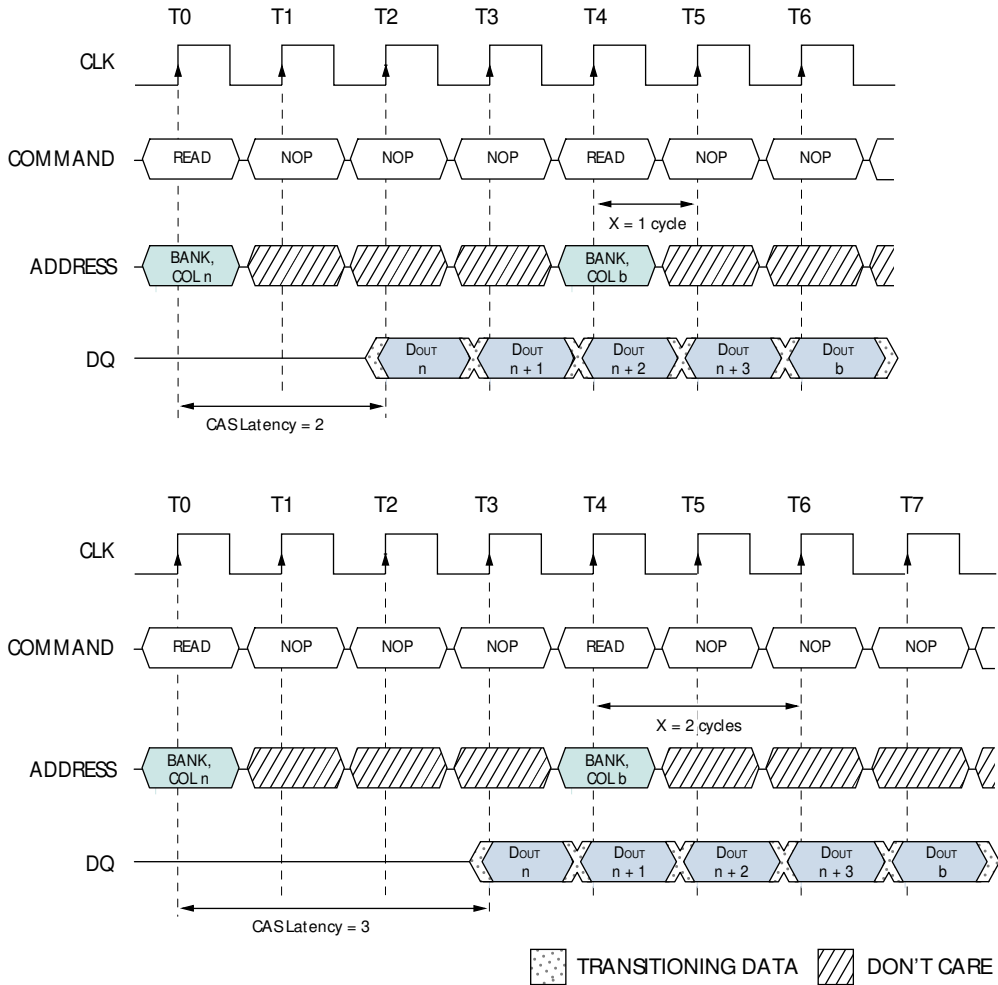 T0 T1 T2 T3 T4 T5 T6
CLK
COMMAND READ NOP NOP NOP READ NOP NOP
X = 1 cycle
ADDRESS BANK, COL n BANK, COL b
DQ DOUT n DOUT n + 1 DOUT n + 2 DOUT n + 3 DOUT b
CAS Latency = 2
T0 T1 T2 T3 T4 T5 T6 T7
CLK
COMMAND READ NOP NOP NOP READ NOP NOP NOP
X = 2 cycles
ADDRESS BANK, COL n BANK, COL b
DQ DOUT n DOUT n + 1 DOUT n + 2 DOUT n + 3 DOUT b
CAS Latency = 3
TRANSITIONING DATA DON'T CARE